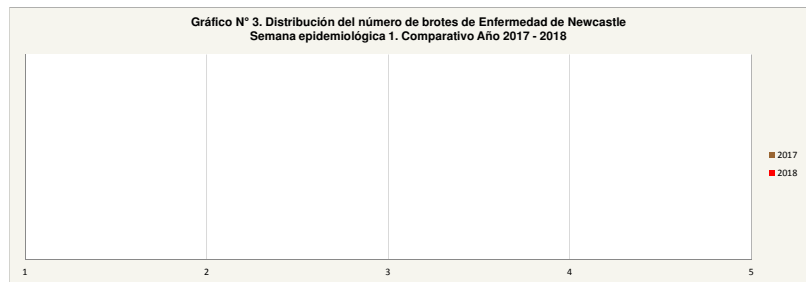 Gráfico N° 3. Distribución del número de brotes de Enfermedad de Newcastle
Semana epidemiológica 1. Comparativo Año 2017 - 2018
2017
2018
1 2 3 4 5